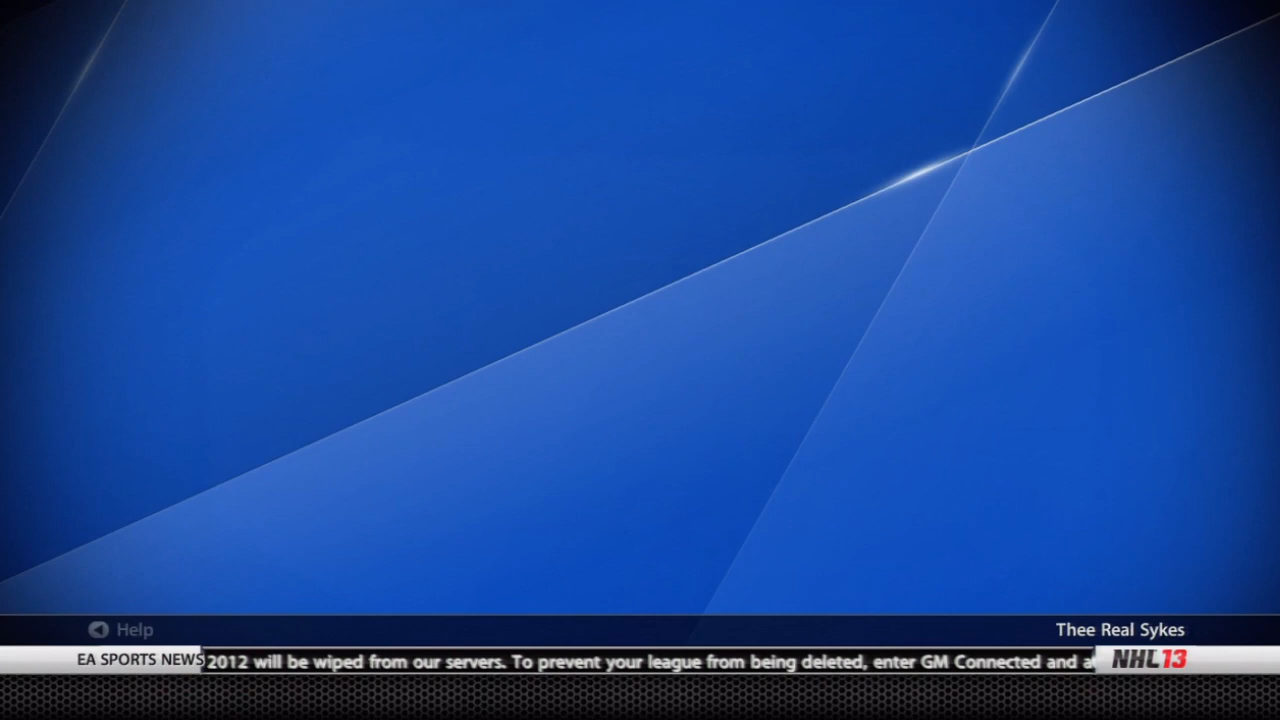 Help
Thee Real Sykes
EA SPORTS NEWS
2012 will be wiped from our servers. To prevent your league from being deleted, enter GM Connected and
NHL13